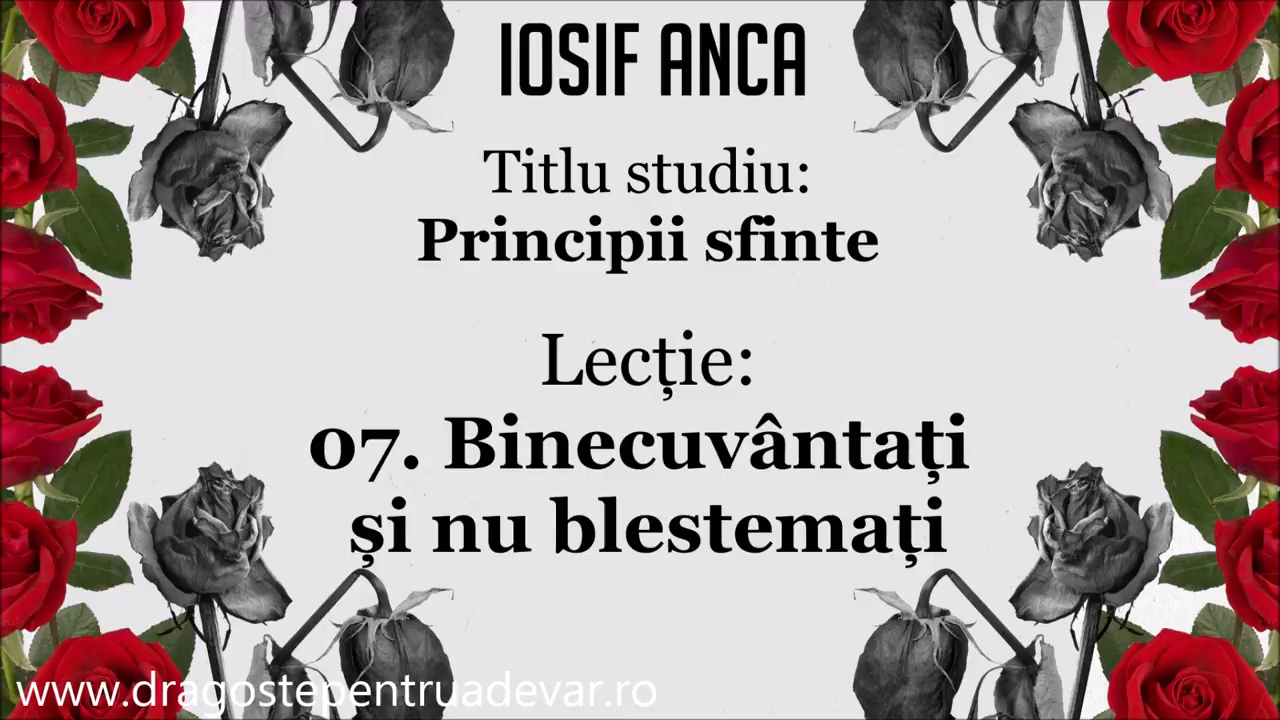 IOSIF ANCA
Titlu studiu:
Principii sfinte
Lecție:
07. Binecuvântați
și nu blestemați
www.dragostepentruadevar.ro